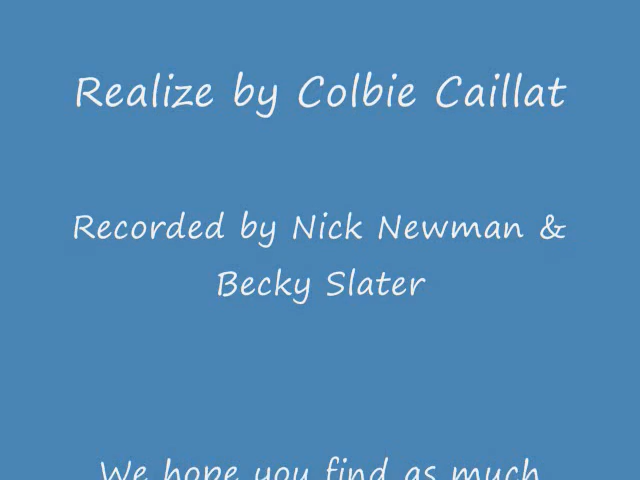 Realize by Colbie Caillat
Recorded by Nick Newman &
Becky Slater
We hope you find as much